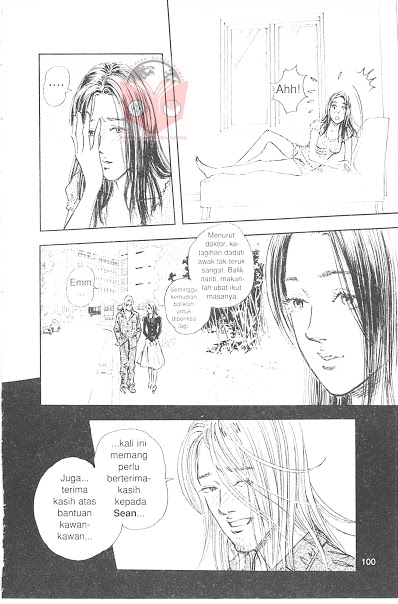 ....
Ahh!
Menurut
doktor, ke-
tagihan dadah
awak tak teruk
sangat. Balik
nanti, makan-
lah ubat ikut
masanya.
Seminggu
kemudian
baliklah
untuk
diperiksa
lagi.
Emm
....
...kali ini
memang
perlu
berterima-
kasih
kepada
Sean...
Juga...
terima
kasih atas
bantuan
kawan-
kawan...
100